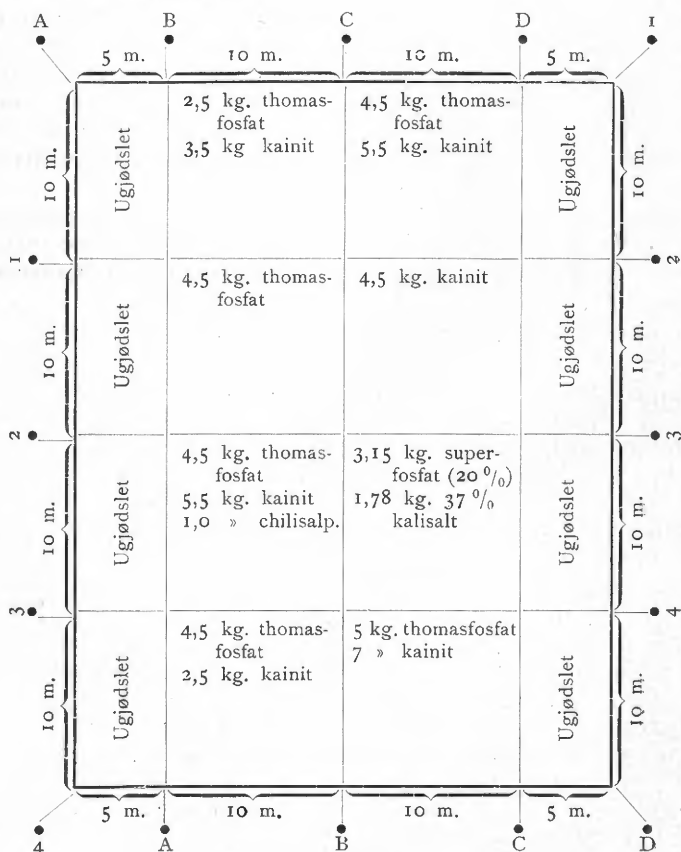 A B C D 1
5 m. 10 m. 10 m. 5 m.
10 m.
Ugjødslet
2,5 kg. thomas-
fosfat
3,5 kg kainit
4,5 kg. thomas-
fosfat
5,5 kg. kainit
Ugjødslet
10 m.
1
2
10 m.
Ugjødslet
4,5 kg. thomas-
fosfat
4,5 kg. kainit
Ugjødslet
10 m.
2
3
10 m.
Ugjødslet
4,5 kg. thomas-
fosfat
5,5 kg. kainit
1,0 » chilisalp.
3,15 kg. super-
fosfat (20 %)
1,78 kg. 37 %
kalisalt
Ugjødslet
10 m.
3
4
10 m.
Ugjødslet
4,5 kg. thomas-
fosfat
2,5 kg. kainit
5 kg. thomasfosfat
7 » kainit
Ugjødslet
10 m.
5 m. 10 m. 10 m. 5 m.
4 A B C D